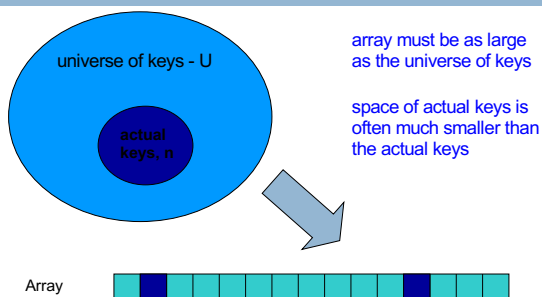 universe of keys - U
actual
keys, n
array must be as large
as the universe of keys
space of actual keys is
often much smaller than
the actual keys
Array